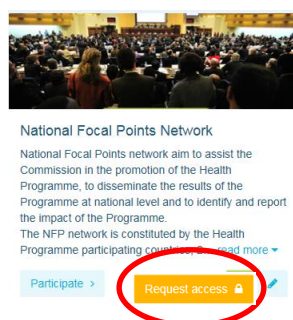 National Focal Points Network
National Focal Points network aim to assist the
Commission in the promotion of the Health
Programme, to disseminate the results of the
Programme at national level and to identify and report
the impact of the Programme.
The NFP network is constituted by the Health
Programme participating countries, read more
Participate >
Request access